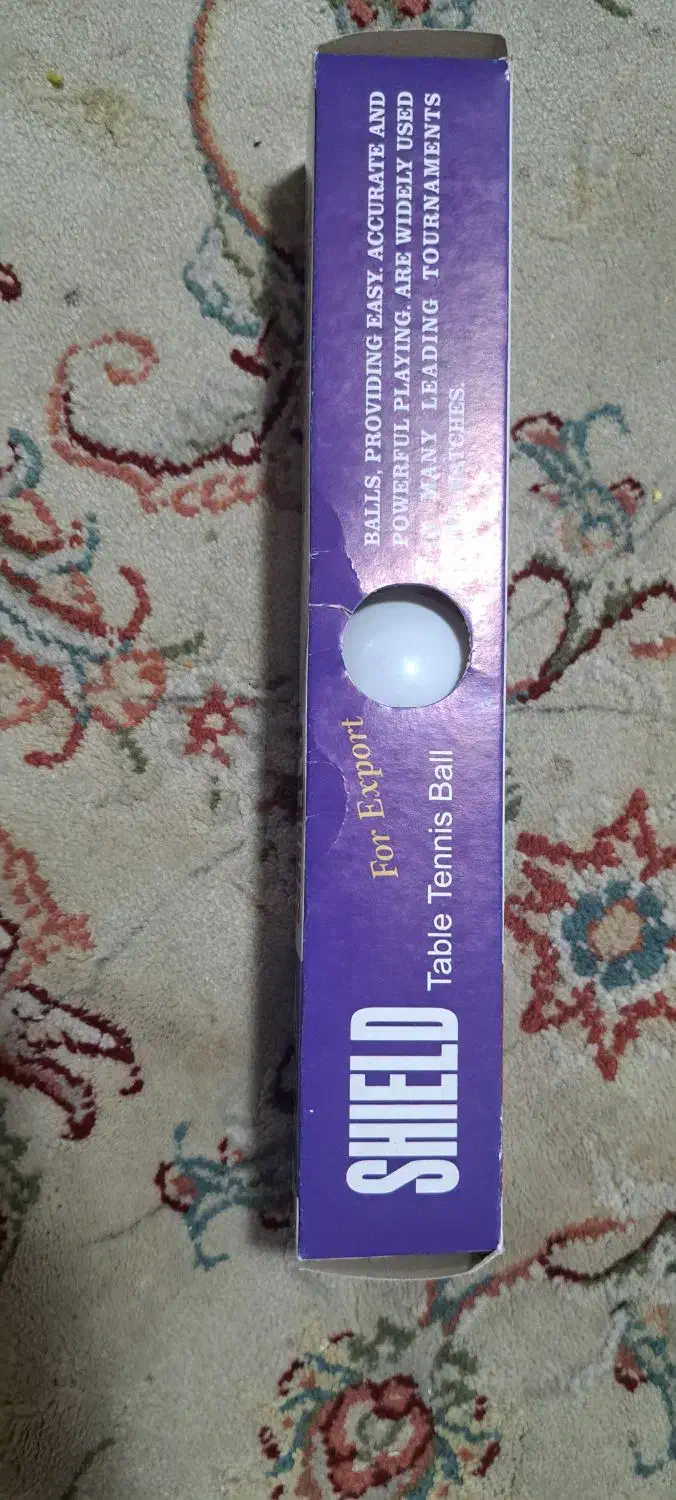 SHIELD
For Export
Table Tennis Ball
BALLS, PROVIDING EASY. ACCURATE AND
POWERFUL PLAYING. ARE WIDELY USED
MANY LEADING TOURNAMENTS